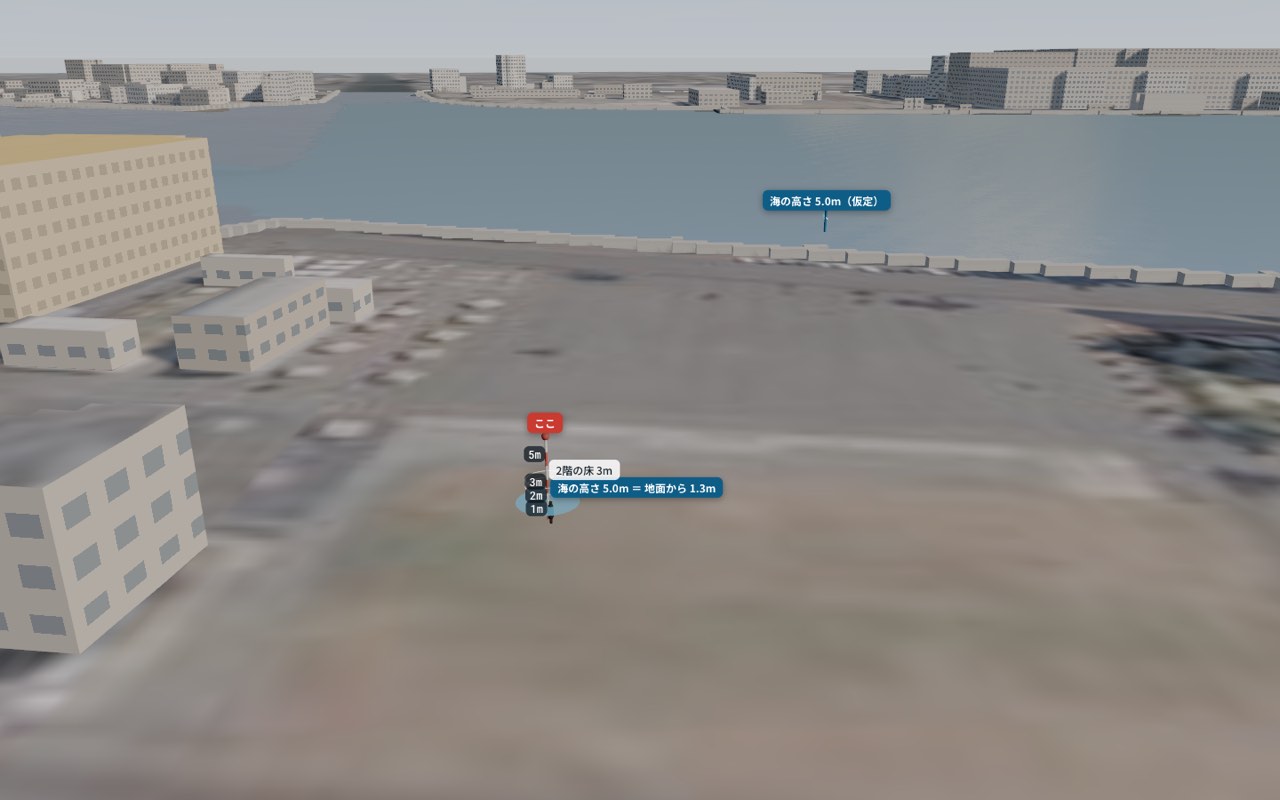 海の高さ 5.0m（仮定）
ここ
5m
2階の床 3m
3m
海の高さ 5.0m ＝ 地面から 1.3m
2m
1m